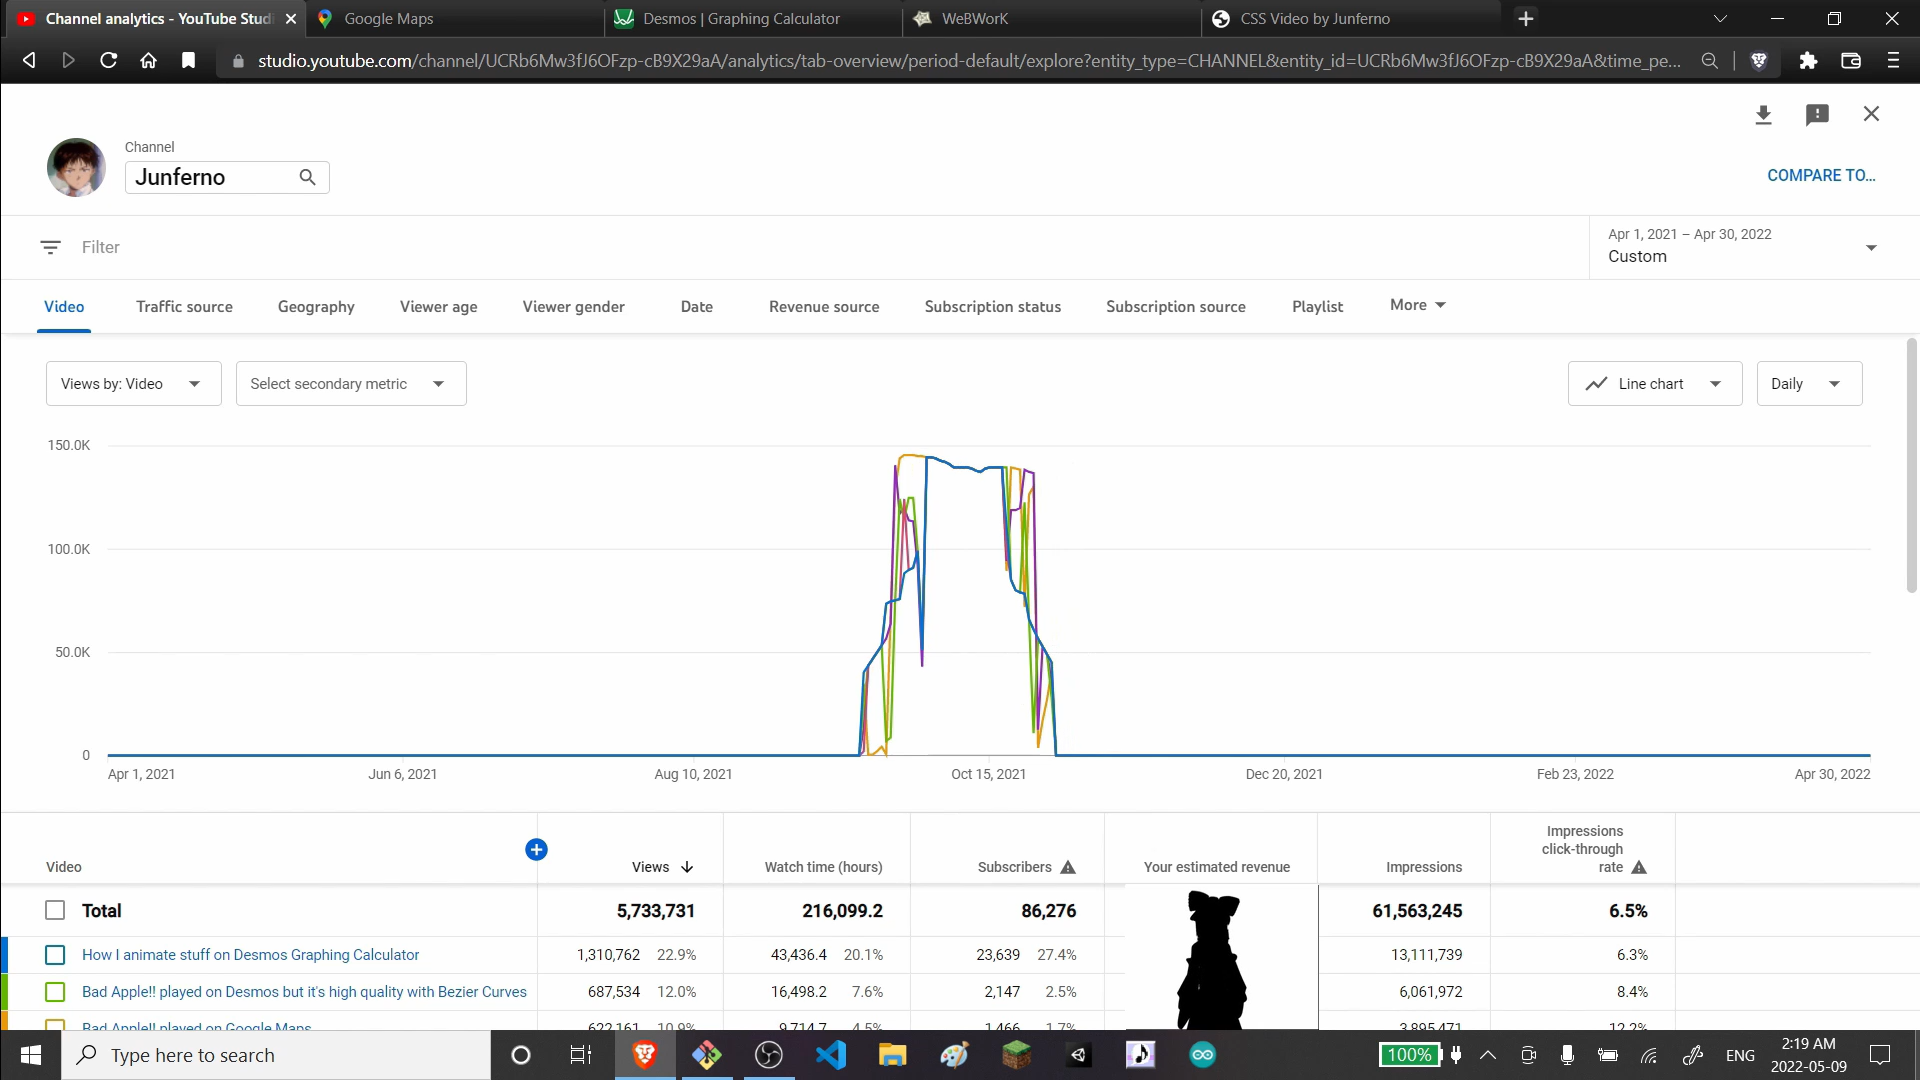 Channel analytics - YouTube Studi
Google Maps
Desmos | Graphing Calculator
WeBWorK
CSS Video by Junferno
studio.youtube.com/channel/UCRb6Mw3fJ6OFzp-cB9X29aA/analytics/tab-overview/period-default/explore?entity_type=CHANNEL&entity_id=UCRb6Mw3fJ6OFzp-cB9X29aA&time_pe...
Channel
Junferno
COMPARE TO...
Filter
Apr 1, 2021 – Apr 30, 2022
Custom
Video Traffic source Geography Viewer age Viewer gender Date Revenue source Subscription status Subscription source Playlist More
Views by: Video
Select secondary metric
Line chart
Daily
150.0K
100.0K
50.0K
0
Apr 1, 2021 Jun 6, 2021 Aug 10, 2021 Oct 15, 2021 Dec 20, 2021 Feb 23, 2022 Apr 30, 2022
Video
Views
Watch time (hours)
Subscribers
Your estimated revenue
Impressions
Impressions
click-through
rate
Total 5,733,731 216,099.2 86,276 61,563,245 6.5%
How I animate stuff on Desmos Graphing Calculator 1,310,762 22.9% 43,436.4 20.1% 23,639 27.4% 13,111,739 6.3%
Bad Apple!! played on Desmos but it's high quality with Bezier Curves 687,534 12.0% 16,498.2 7.6% 2,147 2.5% 6,061,972 8.4%
Bad Apple!! played on Google Maps 622,161 10.9% 9,714.7 4.5% 1,466 1.7% 3,895,471 12.2%
Type here to search
100%
ENG
2:19 AM
2022-05-09